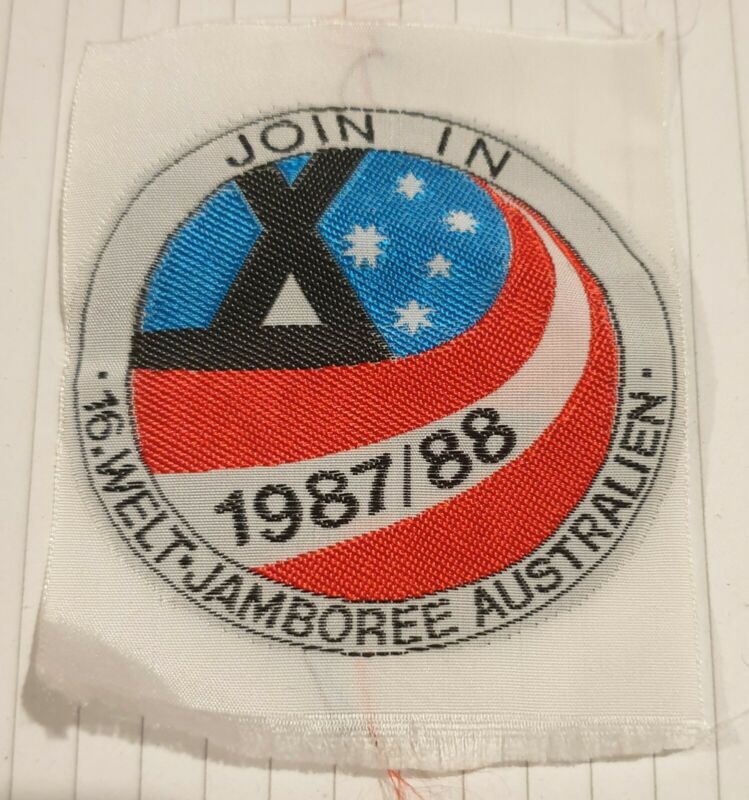 JOIN IN
1987/88
·16.WELT·JAMBOREE AUSTRALIEN·